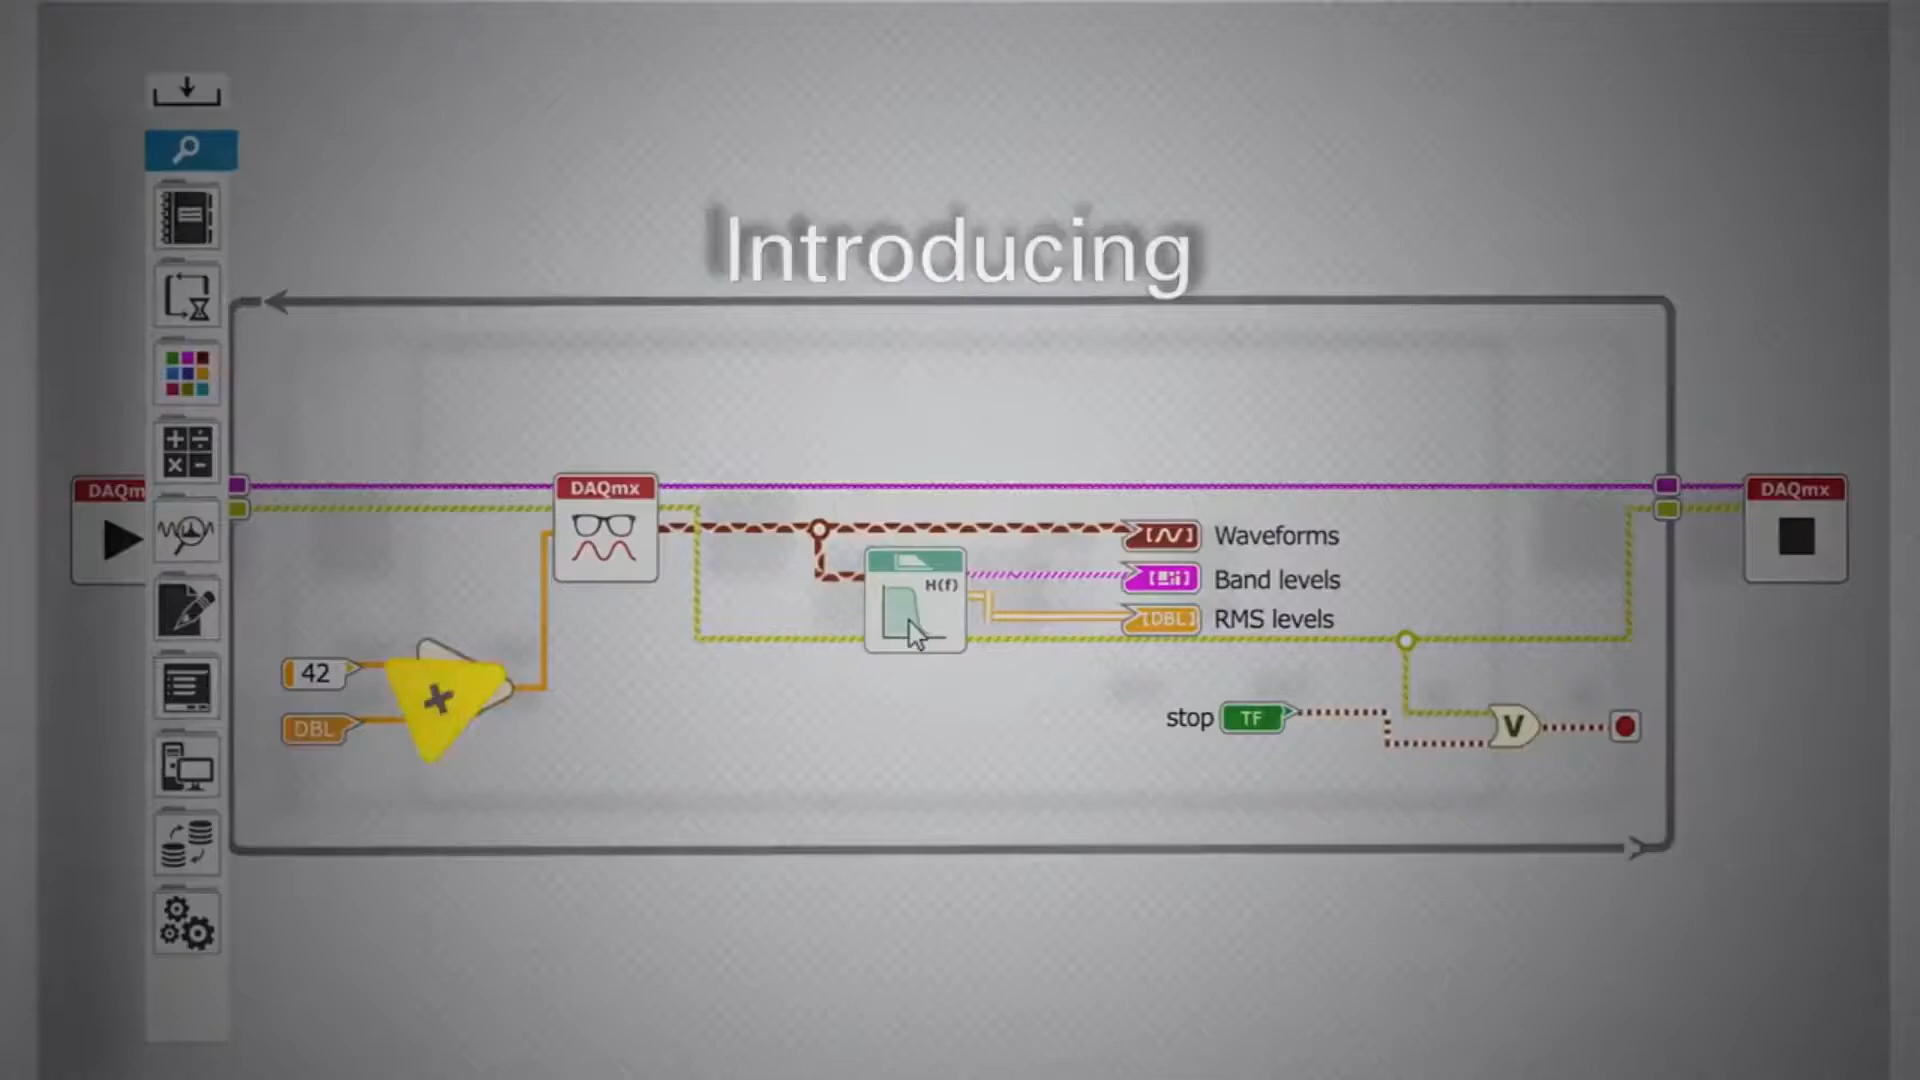 Introducing
DAQm
DAQmx
DAQmx
Waveforms
H(f)
Band levels
[DBL]
RMS levels
42
DBL
stop
TF
V